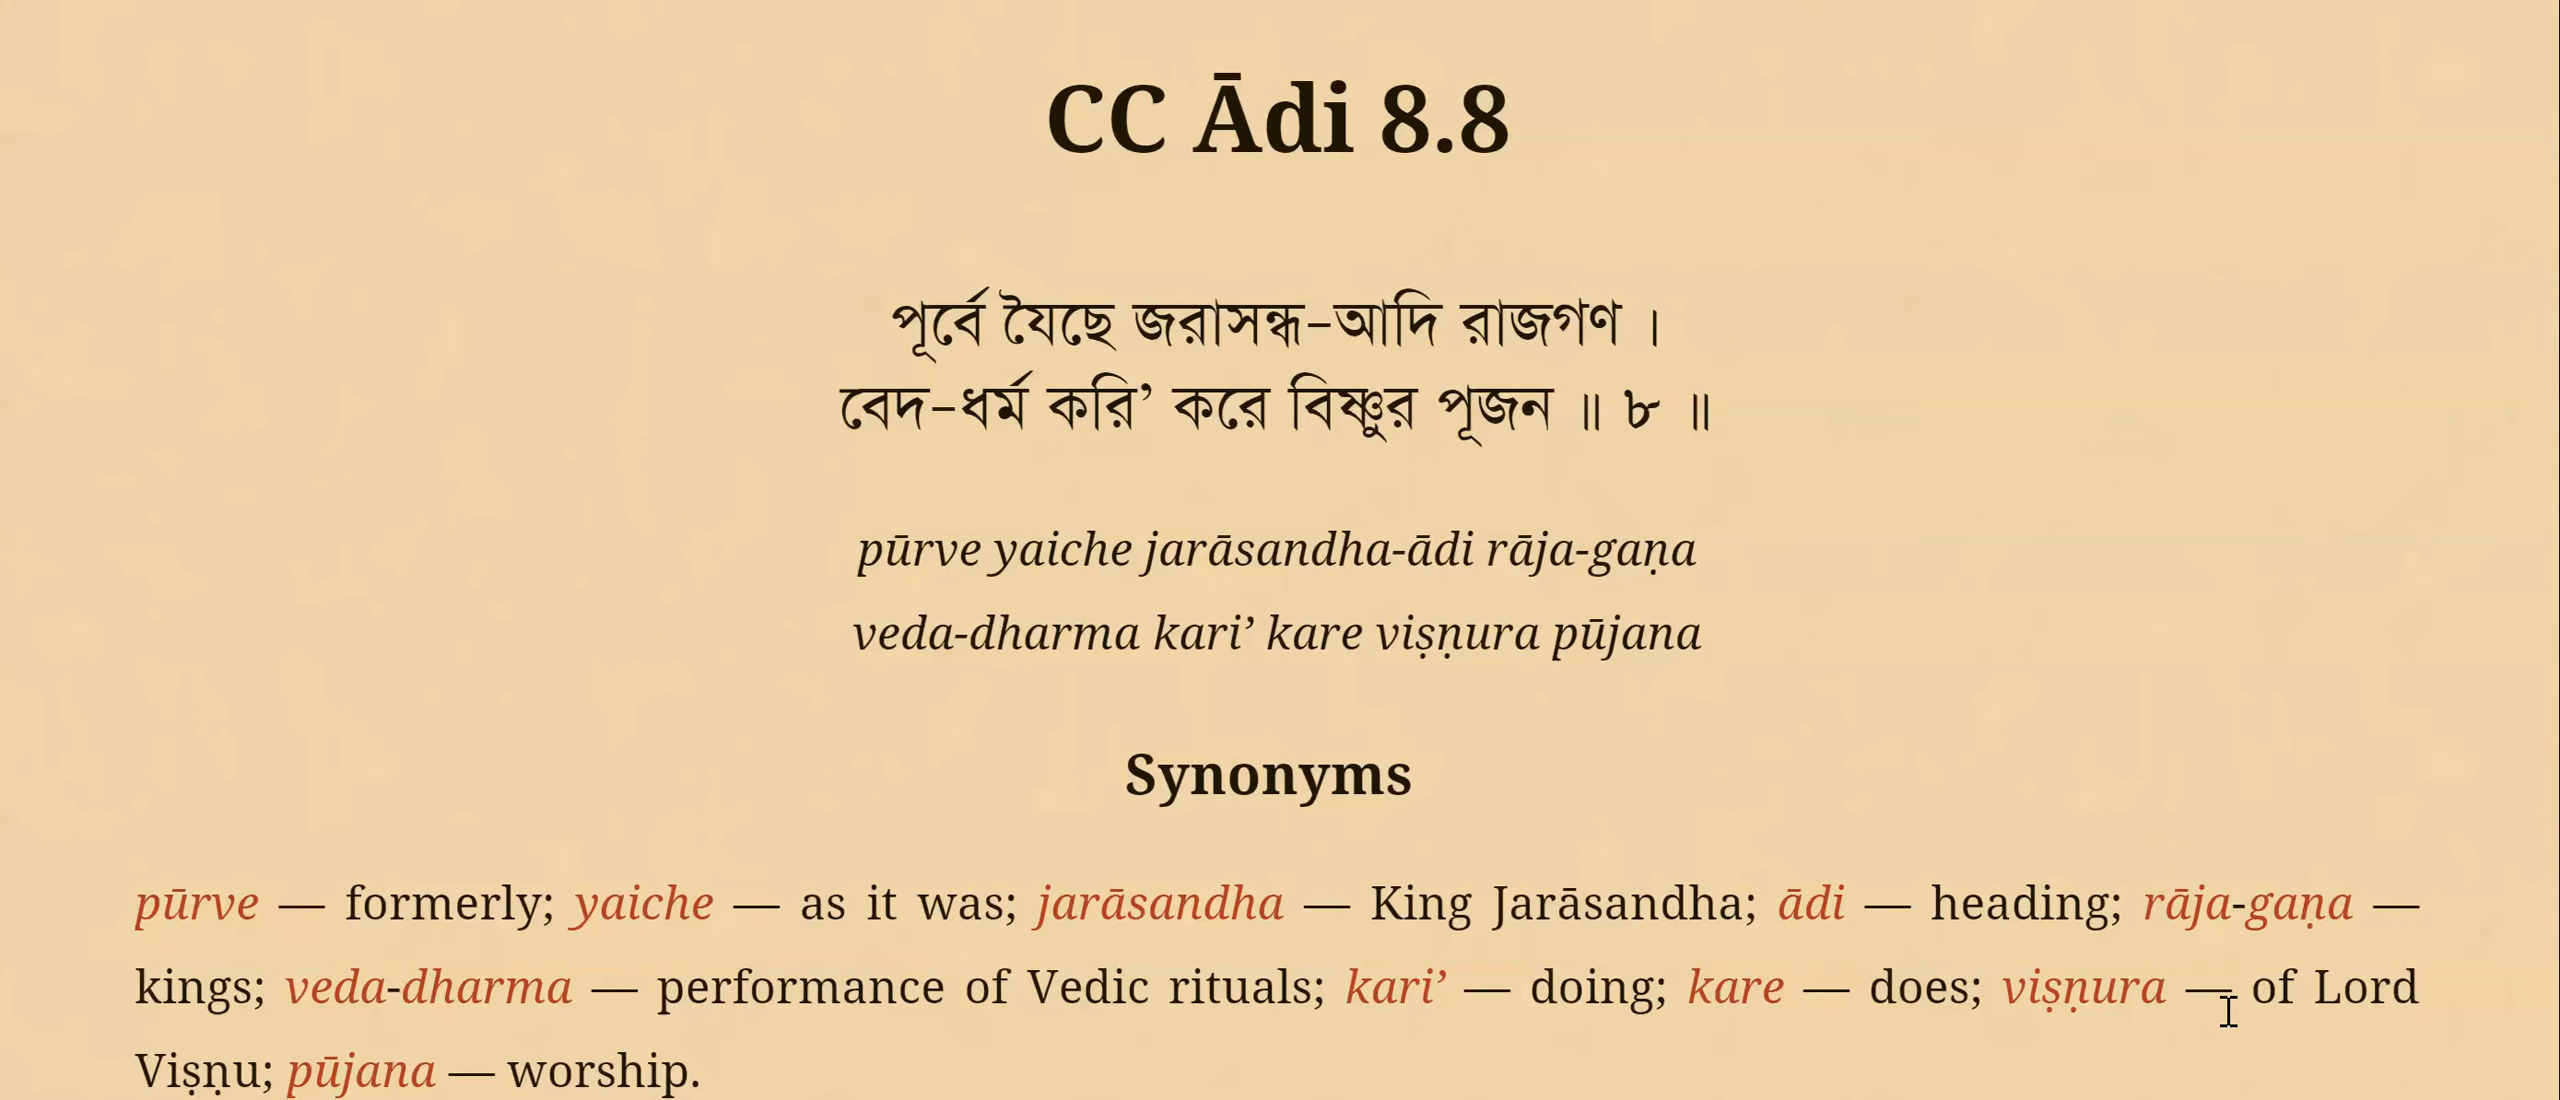 CC Ādi 8.8
পূর্বে যৈছে জরাসন্ধ-আদি রাজগণ ।
বেদ-ধর্ম করি’ করে বিষ্ণুর পূজন ॥ ৮ ॥
pūrve yaiche jarāsandha-ādi rāja-gaṇa
veda-dharma kari’ kare viṣṇura pūjana
Synonyms
pūrve — formerly; yaiche — as it was; jarāsandha — King Jarāsandha; ādi — heading; rāja-gaṇa —
kings; veda-dharma — performance of Vedic rituals; kari’ — doing; kare — does; viṣṇura — of Lord
Viṣṇu; pūjana — worship.